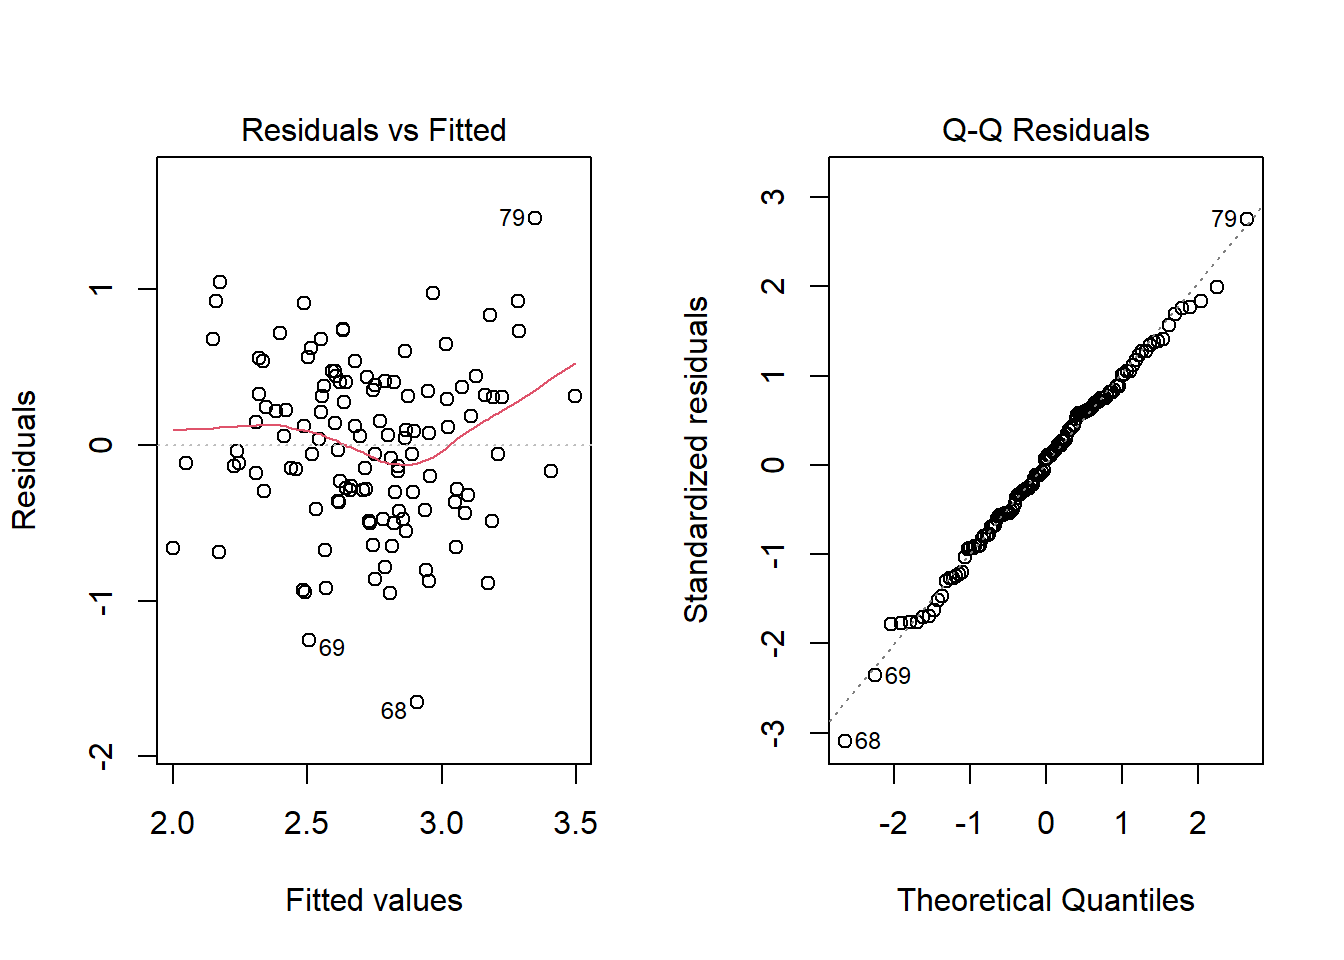 Residuals vs Fitted
Residuals
1
0
-1
-2
79
69
68
2.0 2.5 3.0 3.5
Fitted values
Q-Q Residuals
Standardized residuals
3
2
1
0
-1
-2
-3
79
69
68
-2 -1 0 1 2
Theoretical Quantiles